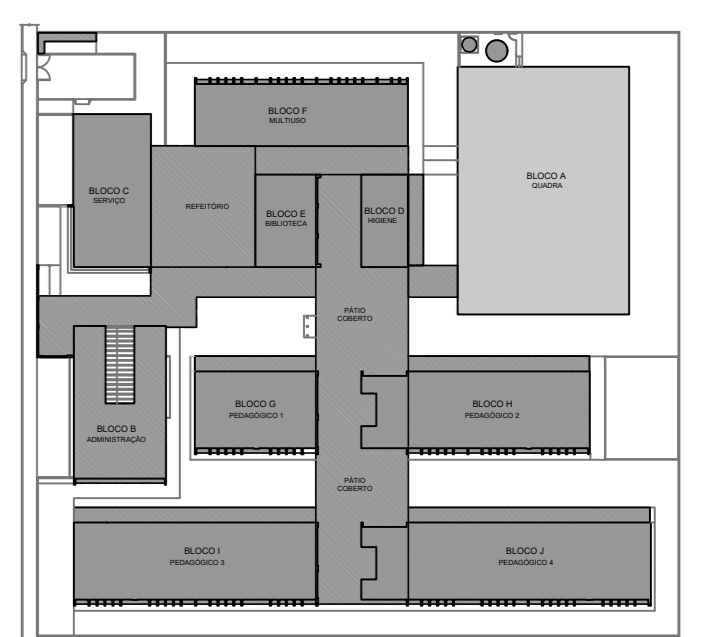 BLOCO F
MULTIUSO
BLOCO A
QUADRA
BLOCO C
SERVIÇO
REFEITÓRIO
BLOCO E
BIBLIOTECA
BLOCO D
HIGIENE
PÁTIO
COBERTO
BLOCO G
PEDAGÓGICO 1
BLOCO H
PEDAGÓGICO 2
BLOCO B
ADMINISTRAÇÃO
PÁTIO
COBERTO
BLOCO I
PEDAGÓGICO 3
BLOCO J
PEDAGÓGICO 4